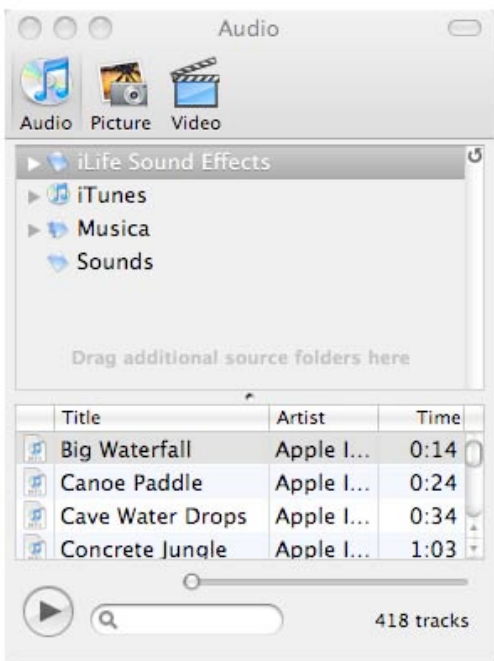 Audio
Audio Picture Video
iLife Sound Effects
iTunes
Musica
Sounds
Drag additional source folders here
Title Artist Time
Big Waterfall Apple I... 0:14
Canoe Paddle Apple I... 0:24
Cave Water Drops Apple I... 0:34
Concrete Jungle Apple I... 1:03
418 tracks